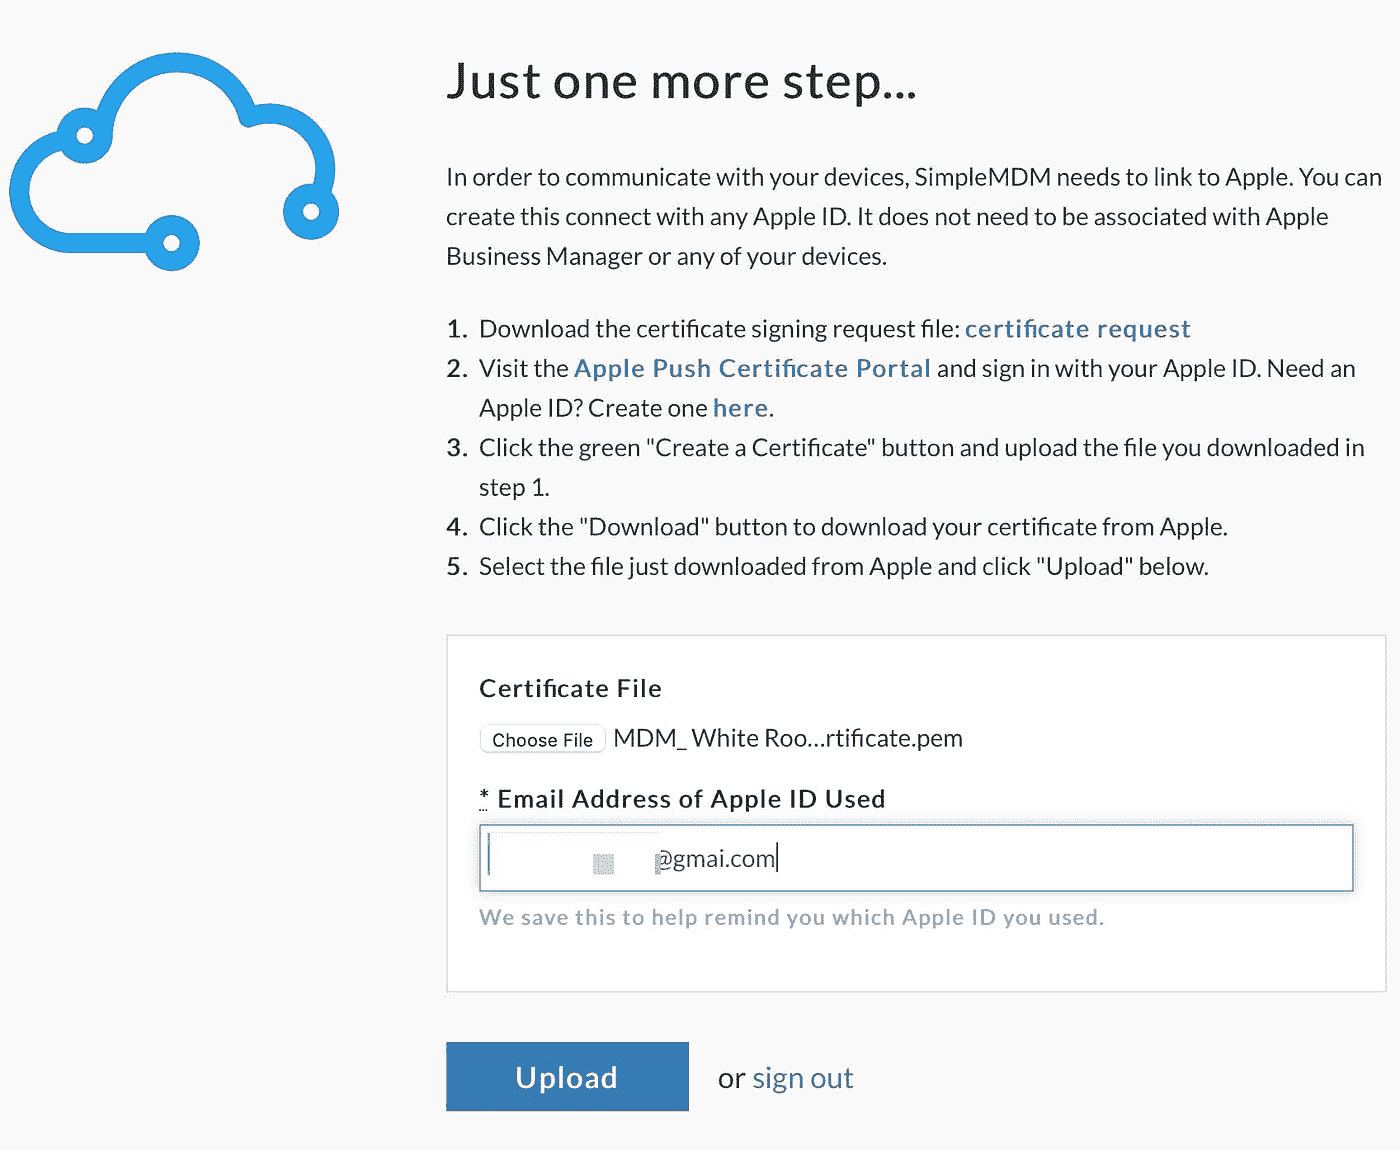 Just one more step...
In order to communicate with your devices, SimpleMDM needs to link to Apple. You can
create this connect with any Apple ID. It does not need to be associated with Apple
Business Manager or any of your devices.
1. Download the certificate signing request file: certificate request
2. Visit the Apple Push Certificate Portal and sign in with your Apple ID. Need an
Apple ID? Create one here.
3. Click the green "Create a Certificate" button and upload the file you downloaded in
step 1.
4. Click the "Download" button to download your certificate from Apple.
5. Select the file just downloaded from Apple and click "Upload" below.
Certificate File
Choose File MDM_ White Roo...rtificate.pem
* Email Address of Apple ID Used
@gmai.com
We save this to help remind you which Apple ID you used.
Upload or sign out